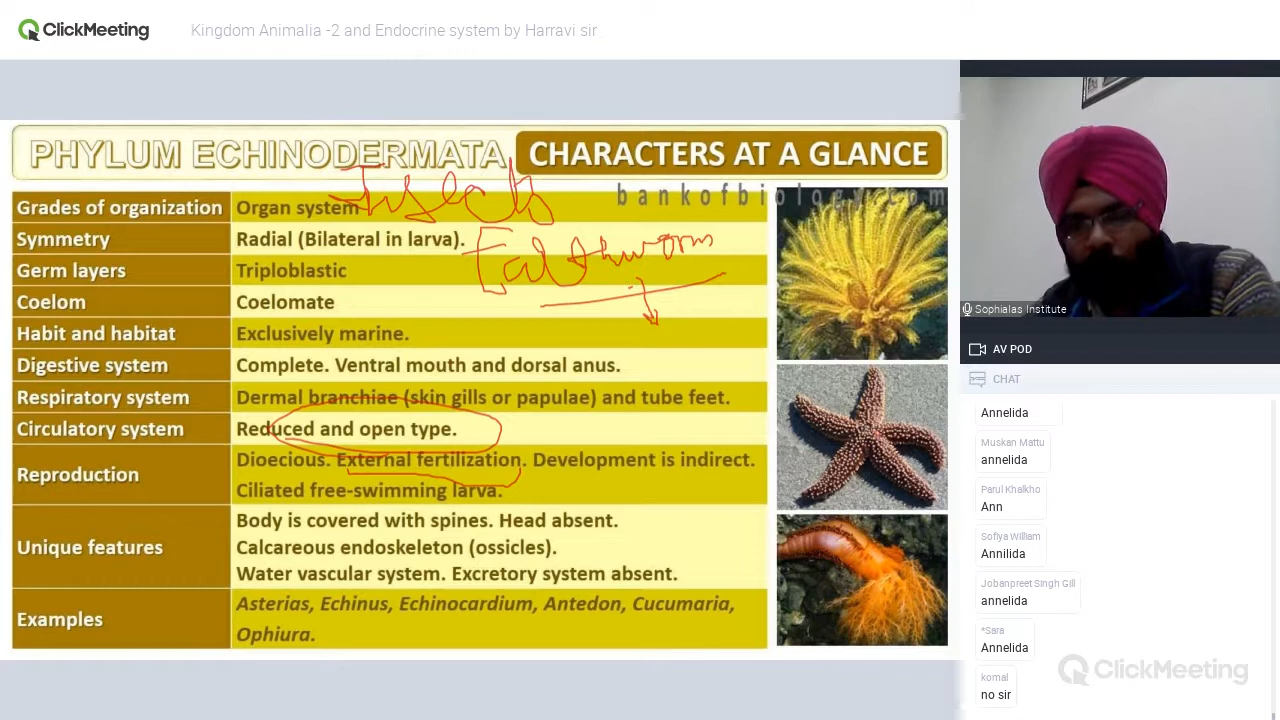 ClickMeeting
Kingdom Animalia -2 and Endocrine system by Harravi sir
PHYLUM ECHINODERMATA CHARACTERS AT A GLANCE
bankofbiology.com
Insects
Earthworm
Grades of organization Organ system
Symmetry Radial (Bilateral in larva).
Germ layers Triploblastic
Coelom Coelomate
Habit and habitat Exclusively marine.
Digestive system Complete. Ventral mouth and dorsal anus.
Respiratory system Dermal branchiae (skin gills or papulae) and tube feet.
Circulatory system Reduced and open type.
Reproduction Dioecious. External fertilization. Development is indirect.
Ciliated free-swimming larva.
Unique features Body is covered with spines. Head absent.
Calcareous endoskeleton (ossicles).
Water vascular system. Excretory system absent.
Examples Asterias, Echinus, Echinocardium, Antedon, Cucumaria,
Ophiura.
Sophialas Institute
AV POD
CHAT
Annelida
Muskan Mattu
annelida
Parul Khalkho
Ann
Sofiya William
Annilida
Jobanpreet Singh Gill
annelida
*Sara
Annelida
komal
no sir
ClickMeeting